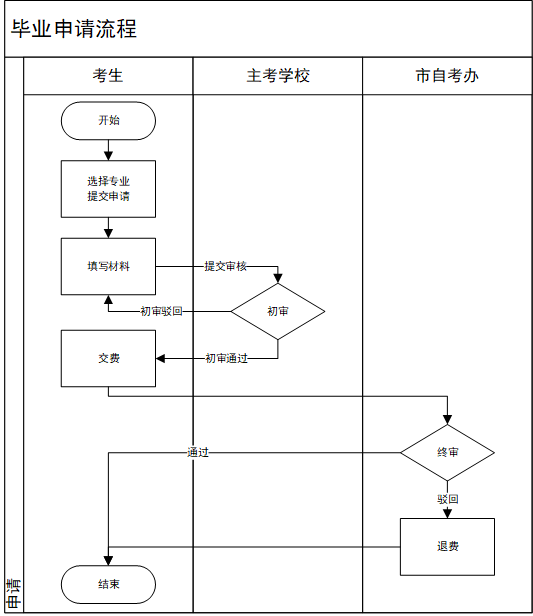 毕业申请流程
考生
主考学校
市自考办
开始
选择专业
提交申请
填写材料
提交审核
初审驳回
初审
交费
初审通过
通过
终审
驳回
退费
结束
申请